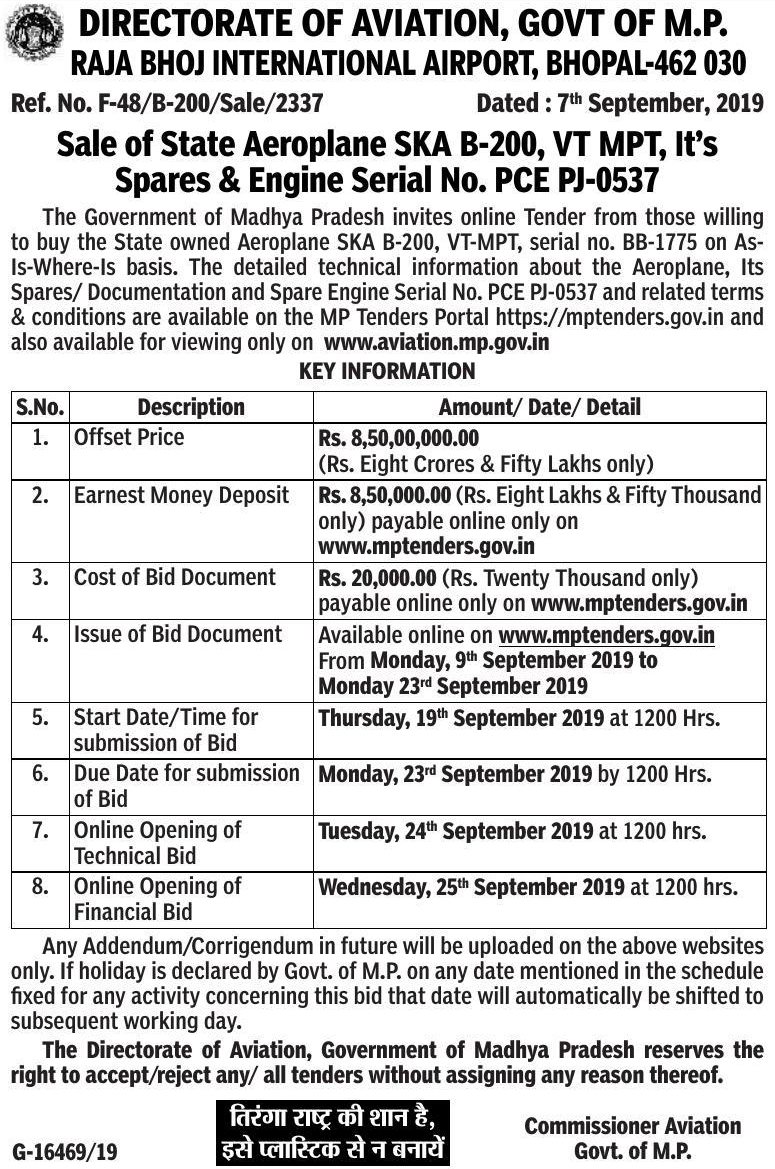 DIRECTORATE OF AVIATION, GOVT OF M.P.
RAJA BHOJ INTERNATIONAL AIRPORT, BHOPAL-462 030
Ref. No. F-48/B-200/Sale/2337 Dated : 7th September, 2019
Sale of State Aeroplane SKA B-200, VT MPT, It's
Spares & Engine Serial No. PCE PJ-0537
The Government of Madhya Pradesh invites online Tender from those willing
to buy the State owned Aeroplane SKA B-200, VT-MPT, serial no. BB-1775 on As-
Is-Where-Is basis. The detailed technical information about the Aeroplane, Its
Spares/ Documentation and Spare Engine Serial No. PCE PJ-0537 and related terms
& conditions are available on the MP Tenders Portal https://mptenders.gov.in and
also available for viewing only on www.aviation.mp.gov.in
KEY INFORMATION
S.No. Description Amount/ Date/ Detail
1. Offset Price Rs. 8,50,00,000.00
(Rs. Eight Crores & Fifty Lakhs only)
2. Earnest Money Deposit Rs. 8,50,000.00 (Rs. Eight Lakhs & Fifty Thousand
only) payable online only on
www.mptenders.gov.in
3. Cost of Bid Document Rs. 20,000.00 (Rs. Twenty Thousand only)
payable online only on www.mptenders.gov.in
4. Issue of Bid Document Available online on www.mptenders.gov.in
From Monday, 9th September 2019 to
Monday 23rd September 2019
5. Start Date/Time for Thursday, 19th September 2019 at 1200 Hrs.
submission of Bid
6. Due Date for submission Monday, 23rd September 2019 by 1200 Hrs.
of Bid
7. Online Opening of Tuesday, 24th September 2019 at 1200 hrs.
Technical Bid
8. Online Opening of Wednesday, 25th September 2019 at 1200 hrs.
Financial Bid
Any Addendum/Corrigendum in future will be uploaded on the above websites
only. If holiday is declared by Govt. of M.P. on any date mentioned in the schedule
fixed for any activity concerning this bid that date will automatically be shifted to
subsequent working day.
The Directorate of Aviation, Government of Madhya Pradesh reserves the
right to accept/reject any/ all tenders without assigning any reason thereof.
तिरंगा राष्ट्र की शान है,
इसे प्लास्टिक से न बनायें
Commissioner Aviation
Govt. of M.P.
G-16469/19